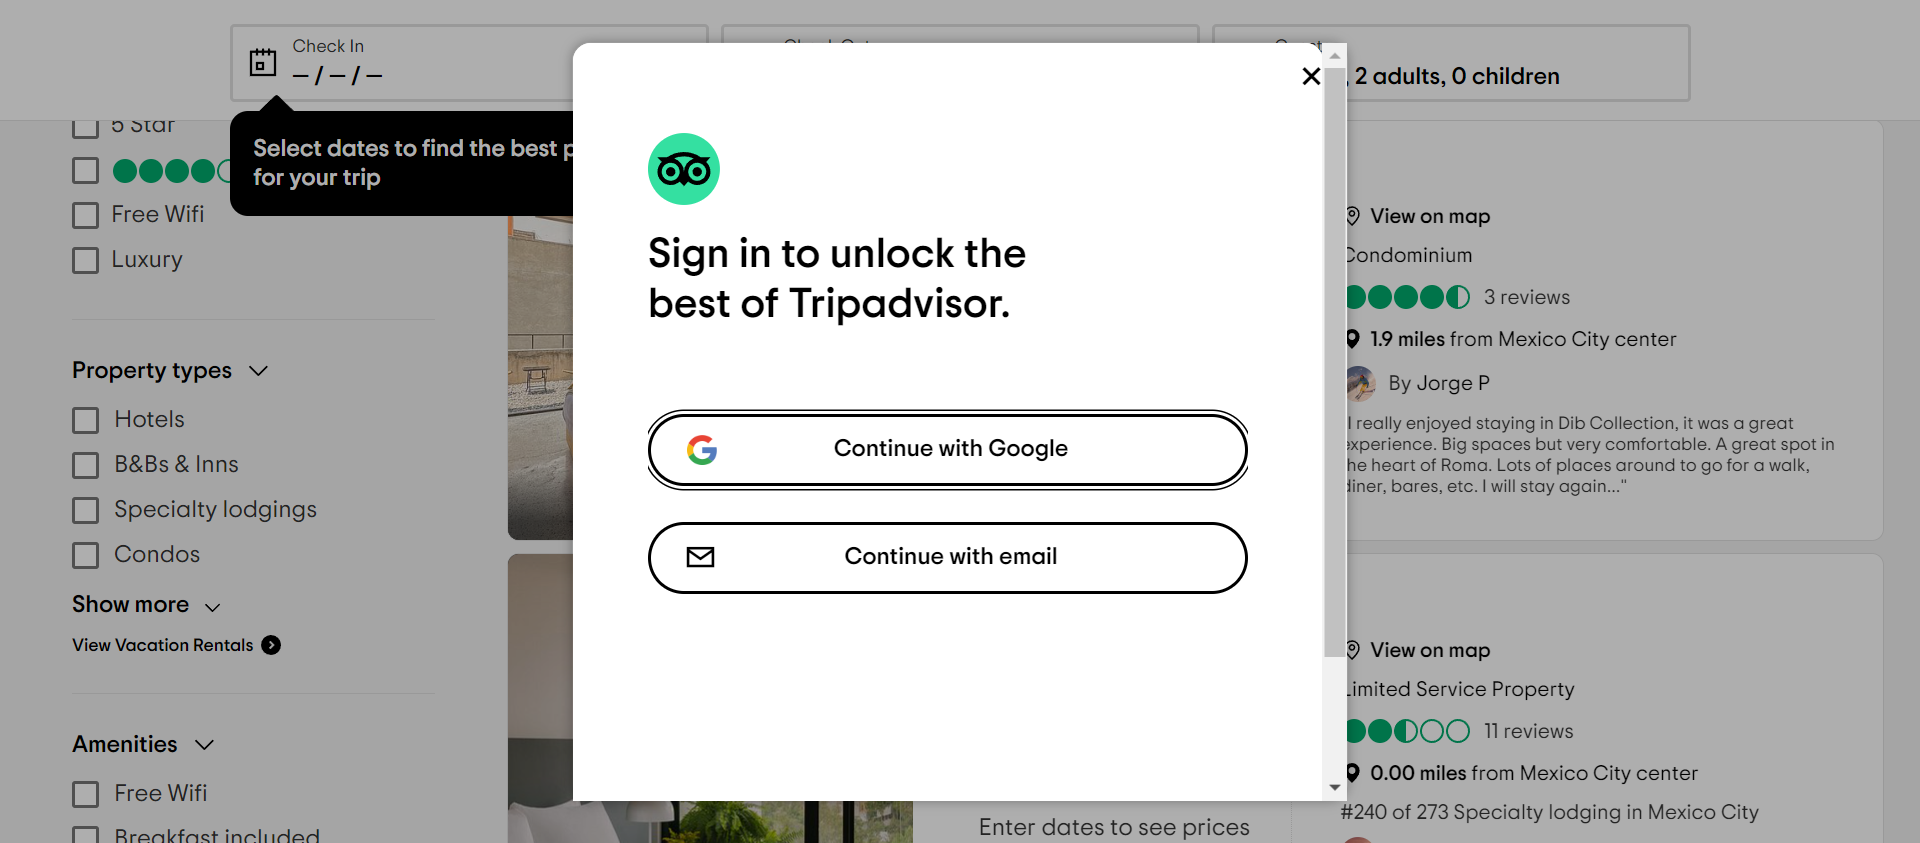 Check In
– / – / –
2 adults, 0 children
Select dates to find the best
for your trip
5 Star
Free Wifi
Luxury
Property types
Hotels
B&Bs & Inns
Specialty lodgings
Condos
Show more
View Vacation Rentals
Amenities
Free Wifi
Breakfast included
Sign in to unlock the
best of Tripadvisor.
Continue with Google
Continue with email
Enter dates to see prices
View on map
Condominium
3 reviews
1.9 miles from Mexico City center
By Jorge P
I really enjoyed staying in Dib Collection, it was a great
experience. Big spaces but very comfortable. A great spot in
the heart of Roma. Lots of places around to go for a walk,
diner, bares, etc. I will stay again..."
View on map
Limited Service Property
11 reviews
0.00 miles from Mexico City center
#240 of 273 Specialty lodging in Mexico City